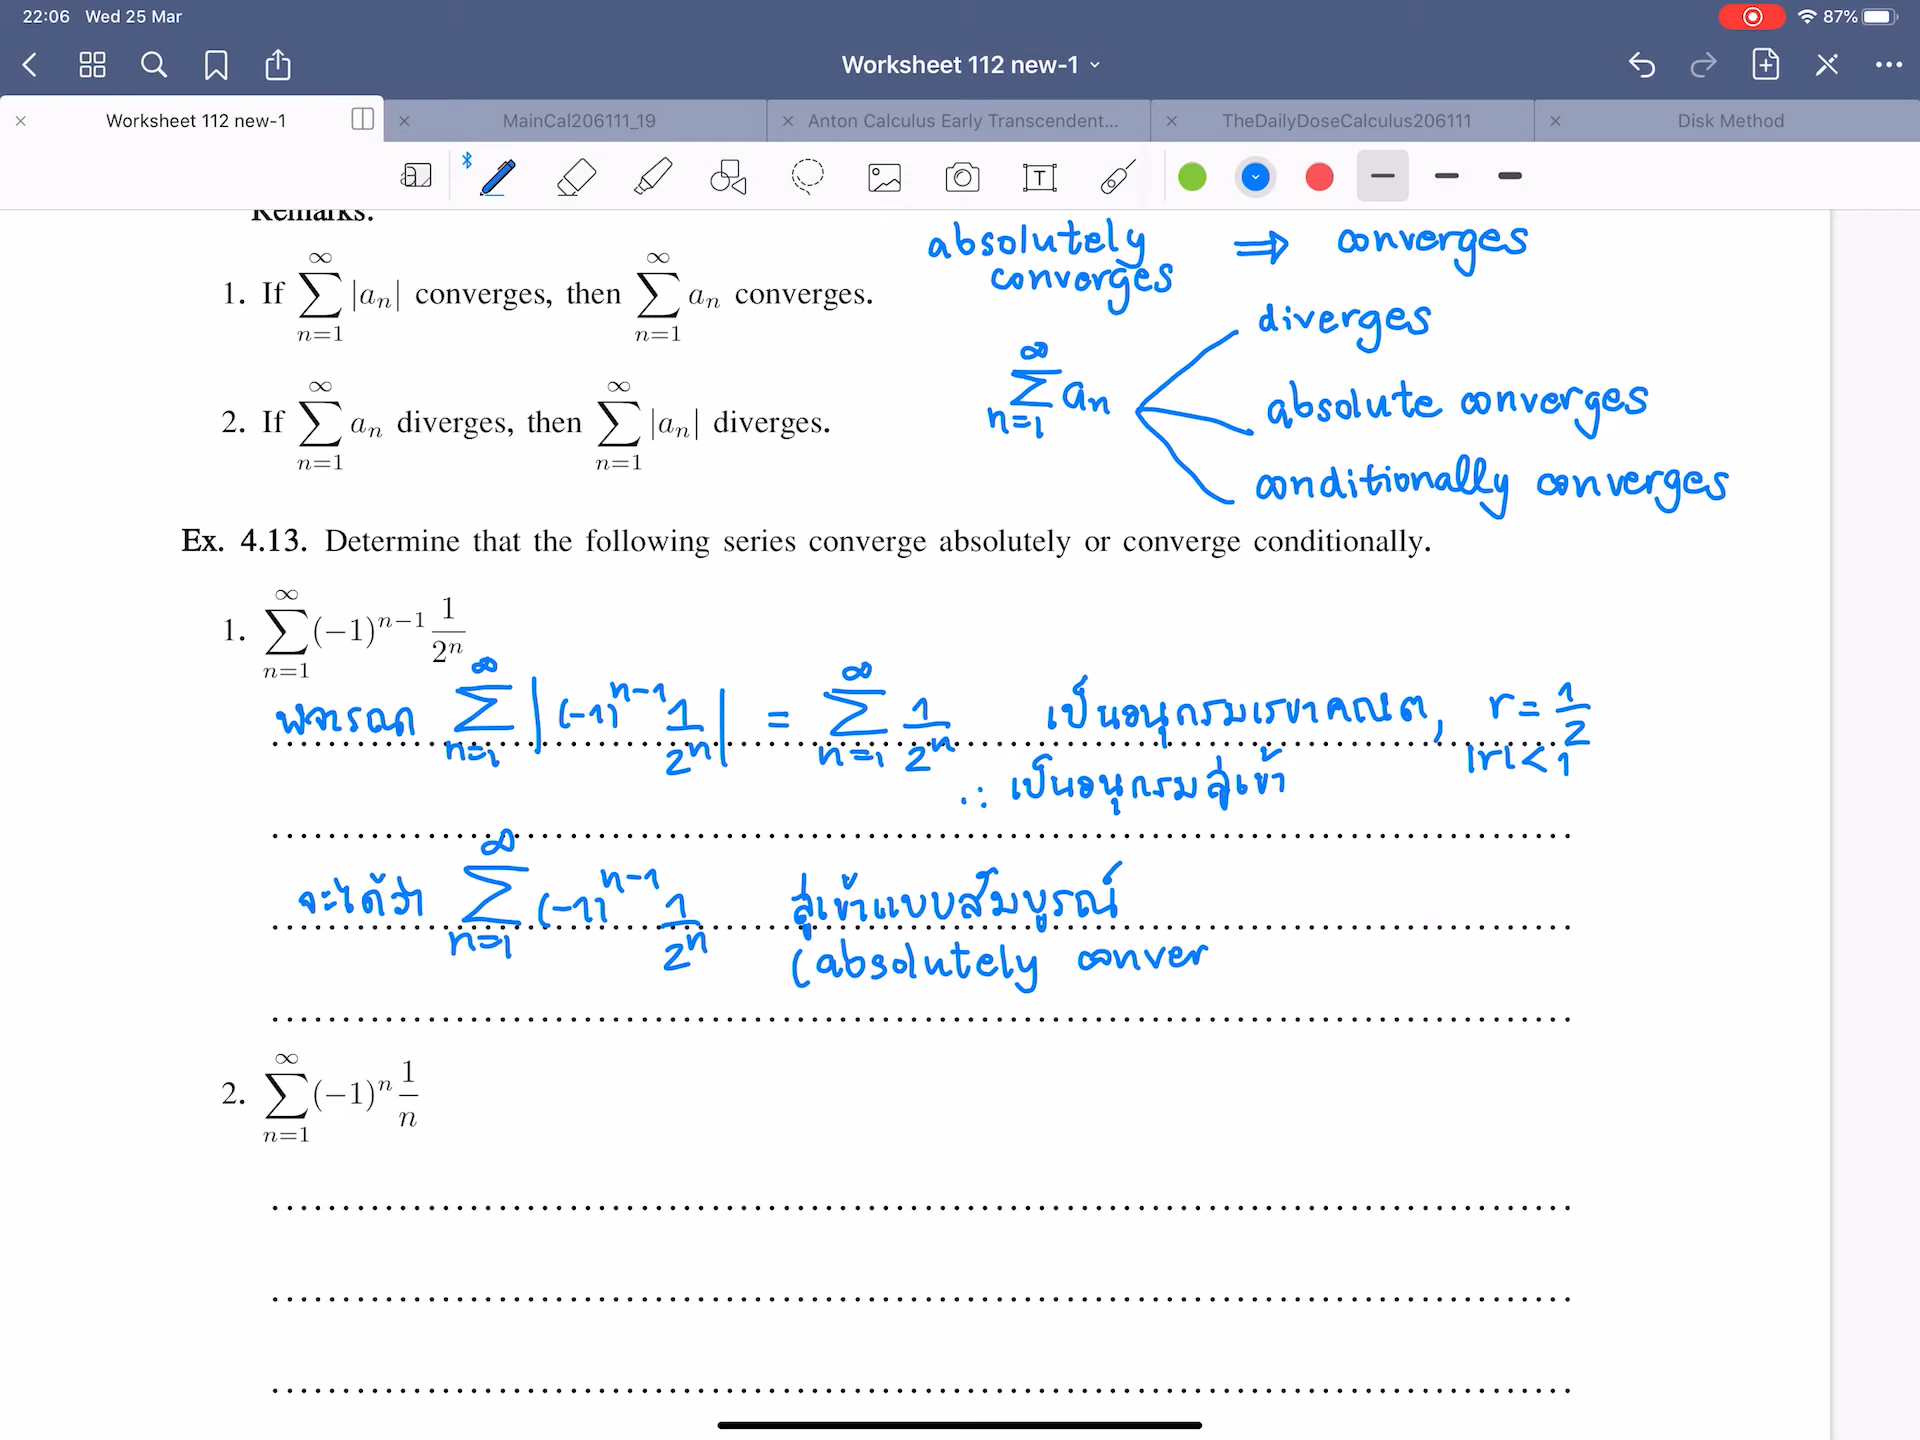 22:06 Wed 25 Mar 87%
Worksheet 112 new-1
Worksheet 112 new-1 MainCal206111_19 Anton Calculus Early Transcendent... TheDailyDoseCalculus206111 Disk Method
Remarks:
1. If ∑_{n=1}^{∞} |a_n| converges, then ∑_{n=1}^{∞} a_n converges.
absolutely converges ⇒ converges
2. If ∑_{n=1}^{∞} a_n diverges, then ∑_{n=1}^{∞} |a_n| diverges.
∑_{n=1}^{∞} a_n
diverges
absolute converges
conditionally converges
Ex. 4.13. Determine that the following series converge absolutely or converge conditionally.
1. ∑_{n=1}^{∞} (−1)^{n−1} 1/2^n
พิจารณา ∑_{n=1}^{∞} |(-1)^{n-1} 1/2^n| = ∑_{n=1}^{∞} 1/2^n เป็นอนุกรมเรขาคณิต, r = 1/2
|r| < 1
∴ เป็นอนุกรมลู่เข้า
จะได้ว่า ∑_{n=1}^{∞} (-1)^{n-1} 1/2^n ลู่เข้าแบบสัมบูรณ์
(absolutely conver
2. ∑_{n=1}^{∞} (−1)^n 1/n